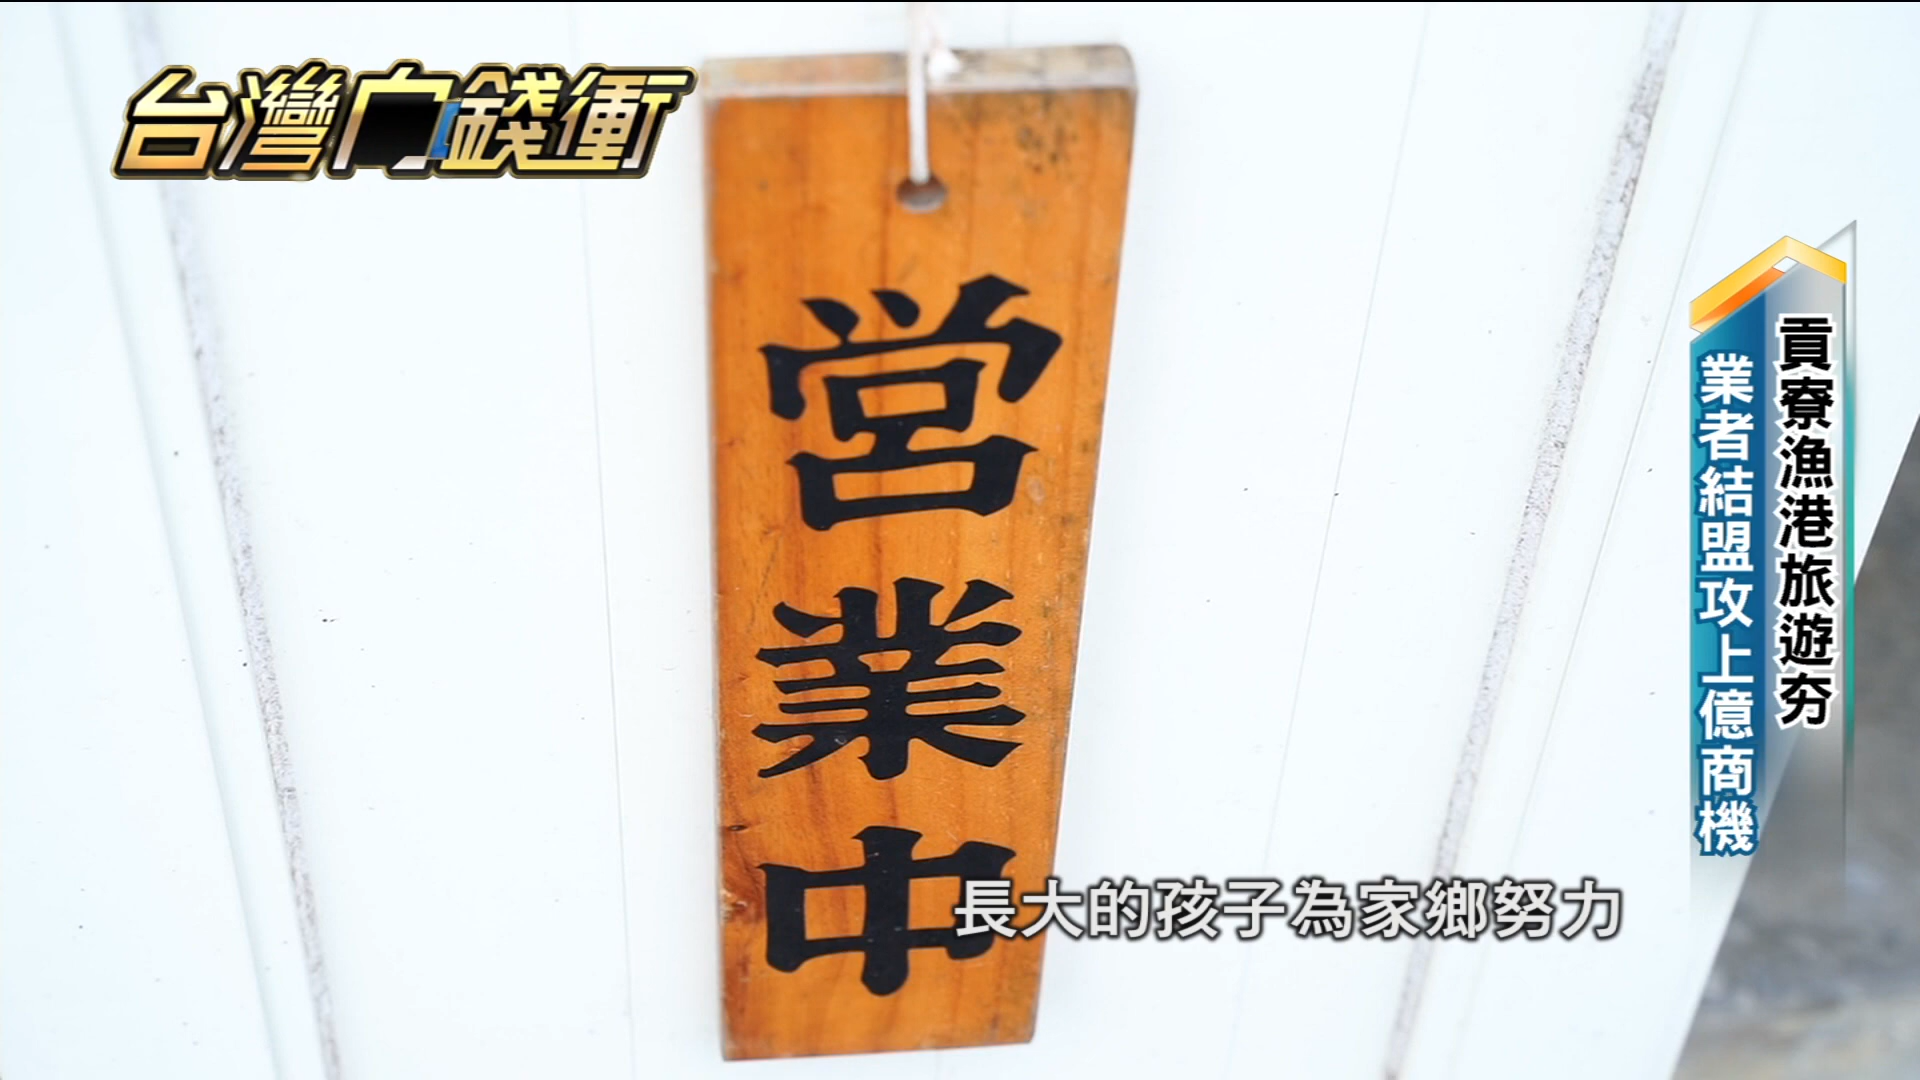 台灣向錢衝
営業中
貢寮漁港旅遊夯
業者結盟攻上億商機
長大的孩子為家鄉努力